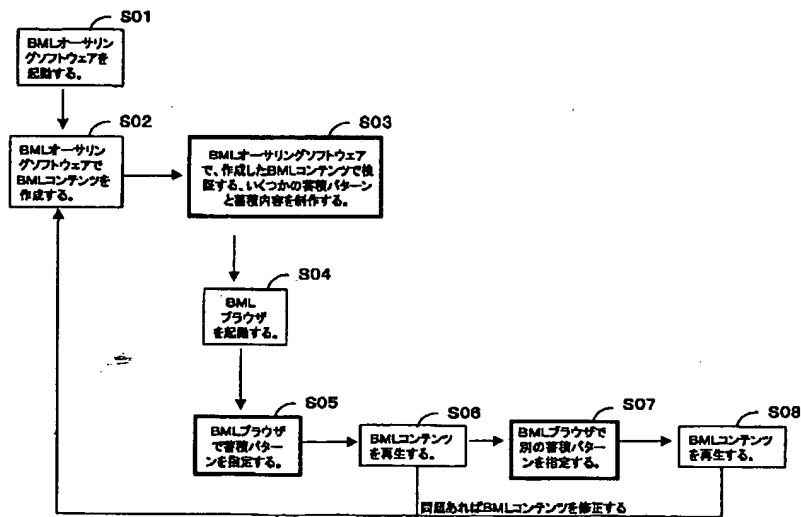 S01
BMLオーサリン
グソフトウェアを
起動する。
S02
BMLオーサリン
グソフトウェアで
BMLコンテンツを
作成する。
S03
BMLオーサリングソフトウェア
で、作成したBMLコンテンツで検
証する、いくつかの蓄積パターン
と蓄積内容を制作する。
S04
BML
ブラウザ
を起動する。
S05
BMLブラウザ
で蓄積パター
ンを指定する。
S06
BMLコンテンツ
を再生する。
S07
BMLブラウザで
別の蓄積パターン
を指定する。
S08
BMLコンテンツ
を再生する。
問題あればBMLコンテンツを修正する